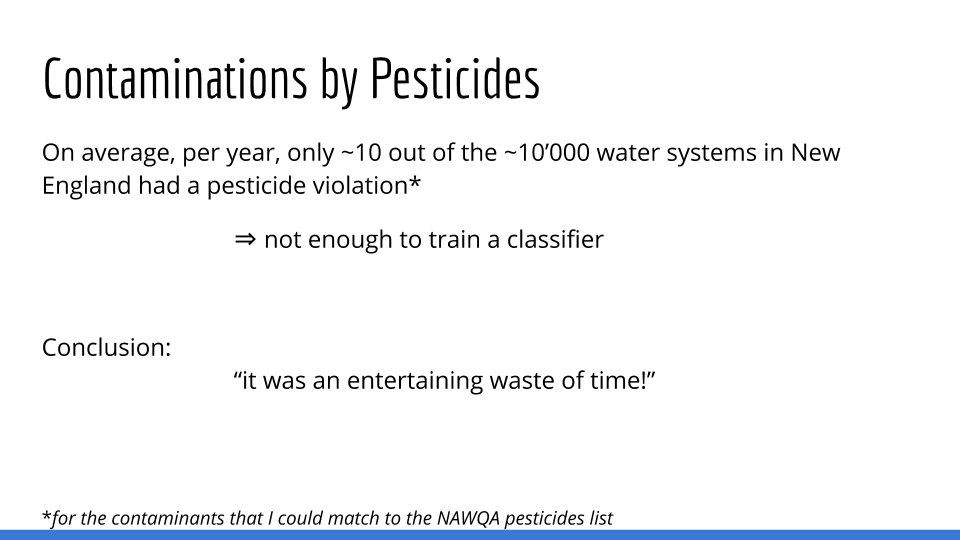 Contaminations by Pesticides
On average, per year, only ~10 out of the ~10’000 water systems in New
England had a pesticide violation*
⇒ not enough to train a classifier
Conclusion:
“it was an entertaining waste of time!”
*for the contaminants that I could match to the NAWQA pesticides list